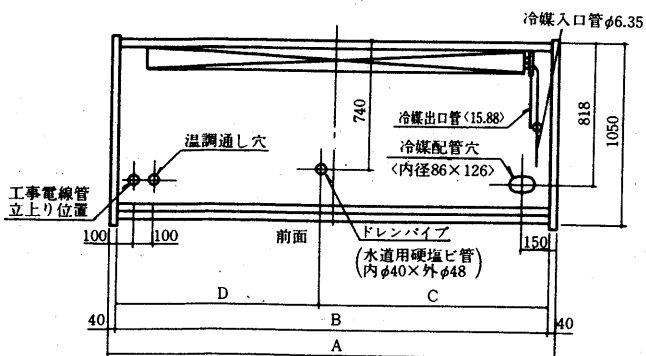 冷媒入口管φ6.35
740
冷媒出口管〈15.88〉
818
1050
温調通し穴
冷媒配管穴
〈内径86×126〉
工事電線管
立上り位置
100
100
前面
ドレンパイプ
(水道用硬塩ビ管)
内φ40×外φ48
150
D
C
40
B
40
A